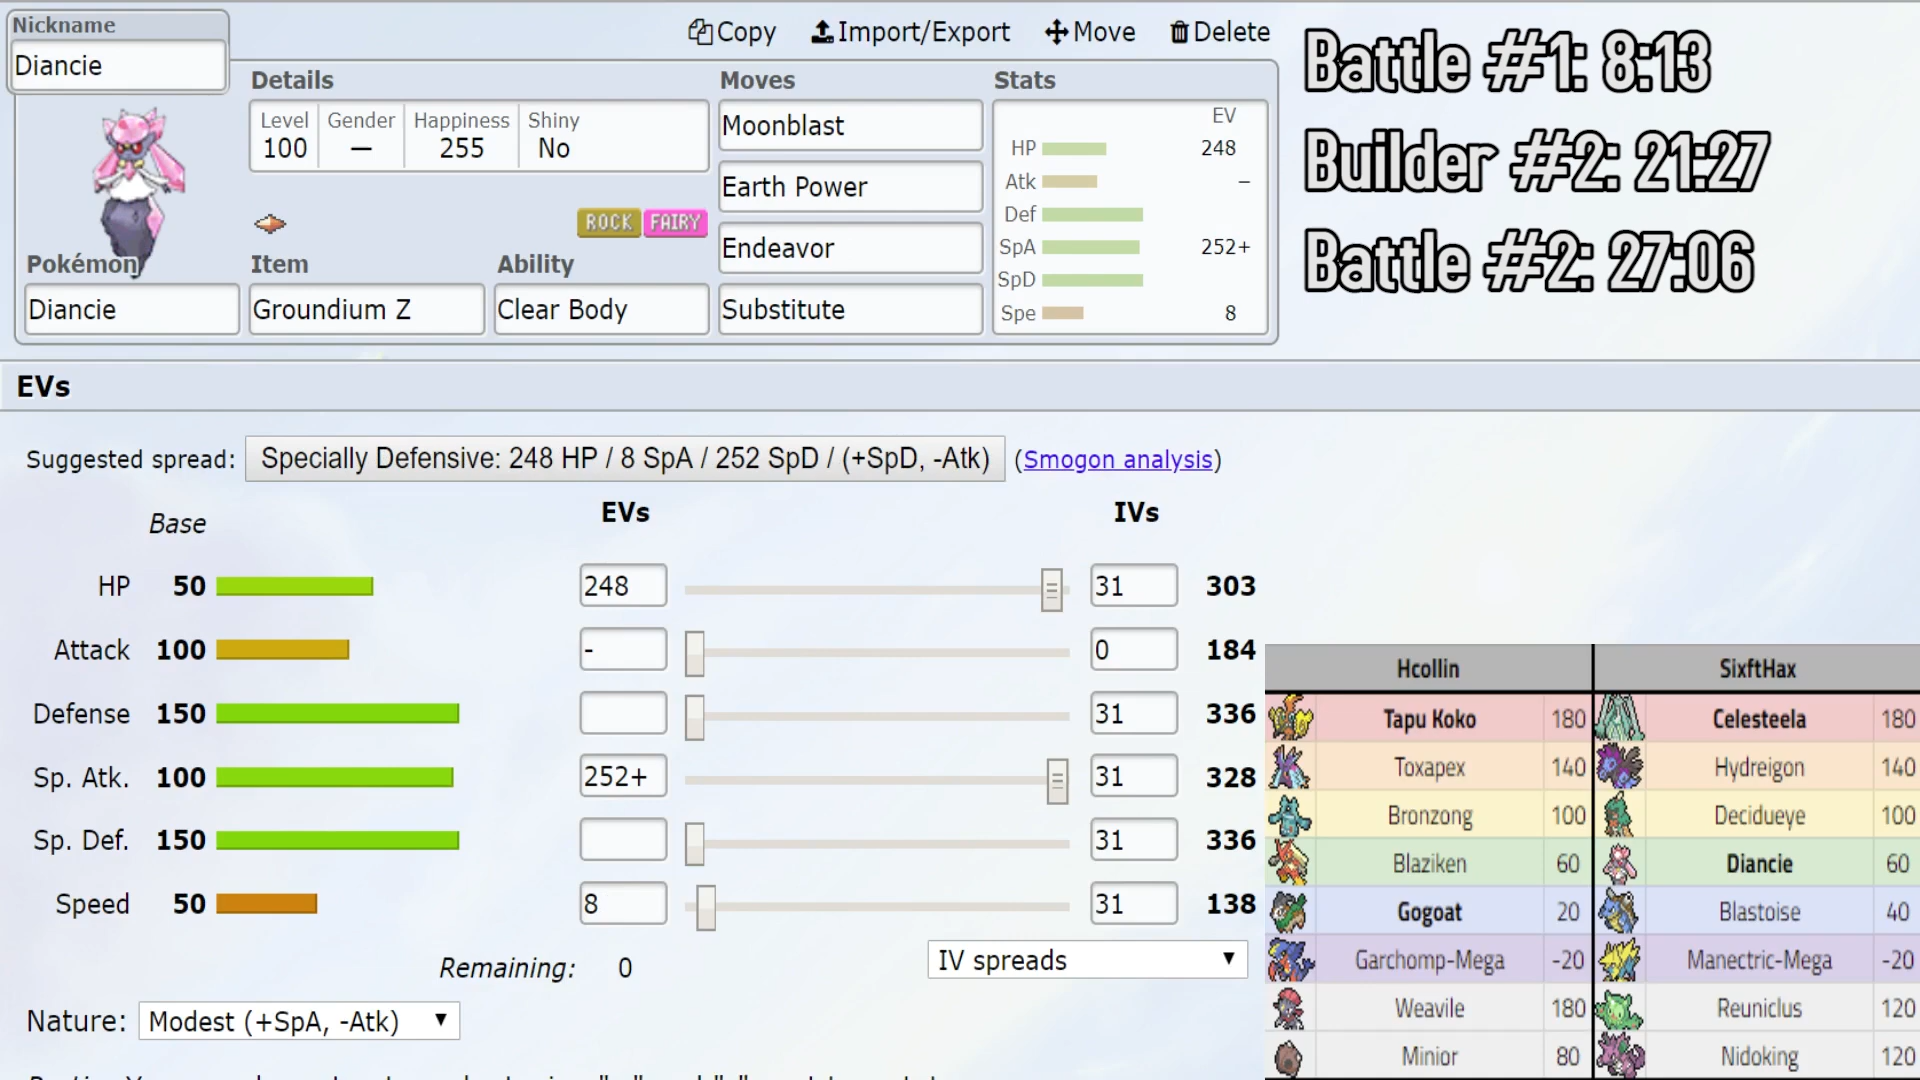 Nickname
Diancie
Copy Import/Export Move Delete
Details
Level Gender Happiness Shiny
100 — 255 No
ROCK FAIRY
Pokémon Item Ability
Diancie Groundium Z Clear Body
Moves
Moonblast
Earth Power
Endeavor
Substitute
Stats
EV
HP 248
Atk –
Def
SpA 252+
SpD
Spe 8
Battle #1: 8:13
Builder #2: 21:27
Battle #2: 27:06
EVs
Suggested spread: Specially Defensive: 248 HP / 8 SpA / 252 SpD / (+SpD, -Atk) (Smogon analysis)
Base EVs IVs
HP 50 248 31 303
Attack 100 - 0 184
Defense 150 31 336
Sp. Atk. 100 252+ 31 328
Sp. Def. 150 31 336
Speed 50 8 31 138
Remaining: 0 IV spreads
Nature: Modest (+SpA, -Atk)
Hcollin SixftHax
Tapu Koko 180 Celesteela 180
Toxapex 140 Hydreigon 140
Bronzong 100 Decidueye 100
Blaziken 60 Diancie 60
Gogoat 20 Blastoise 40
Garchomp-Mega -20 Manectric-Mega -20
Weavile 180 Reuniclus 120
Minior 80 Nidoking 120